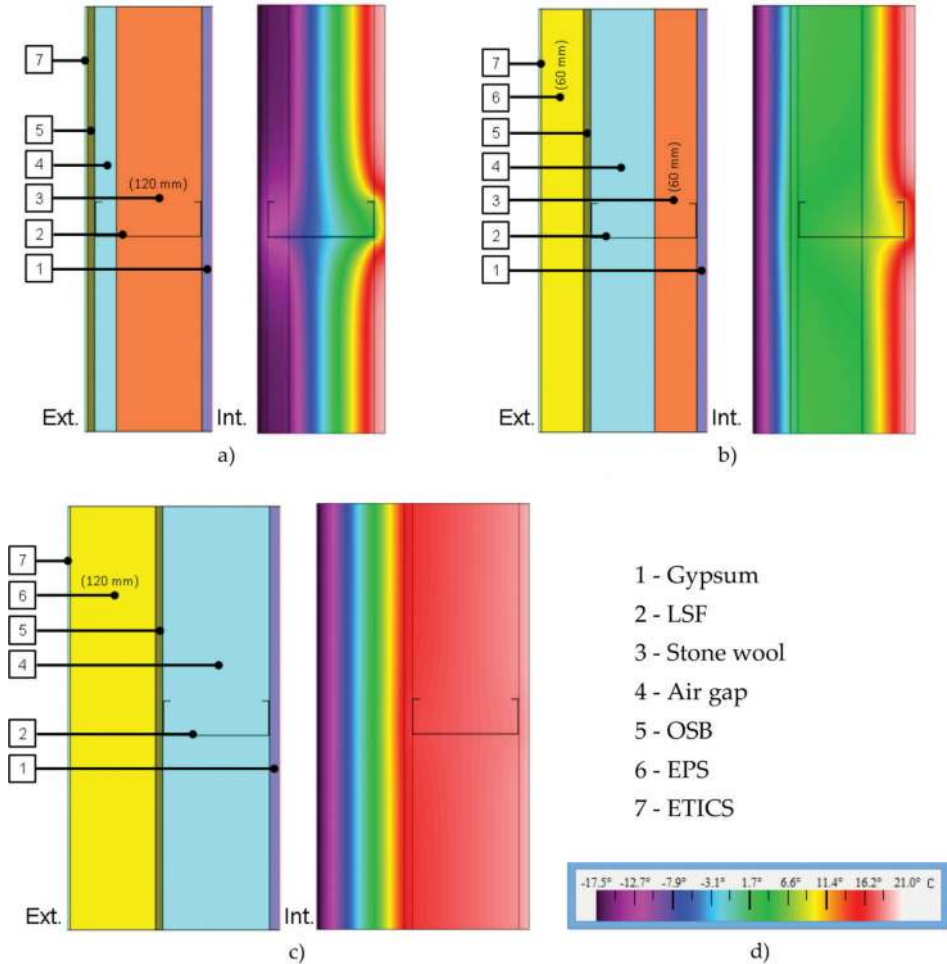 7
5
4
(120 mm)
3
2
1
Ext.
Int.
a)
7
(60 mm)
6
5
4
(60 mm)
3
2
1
Ext.
Int.
b)
7
(120 mm)
6
5
4
2
1
Ext.
Int.
c)
1 - Gypsum
2 - LSF
3 - Stone wool
4 - Air gap
5 - OSB
6 - EPS
7 - ETICS
-17.5° -12.7° -7.9° -3.1° 1.7° 6.6° 11.4° 16.2° 21.0° C
d)